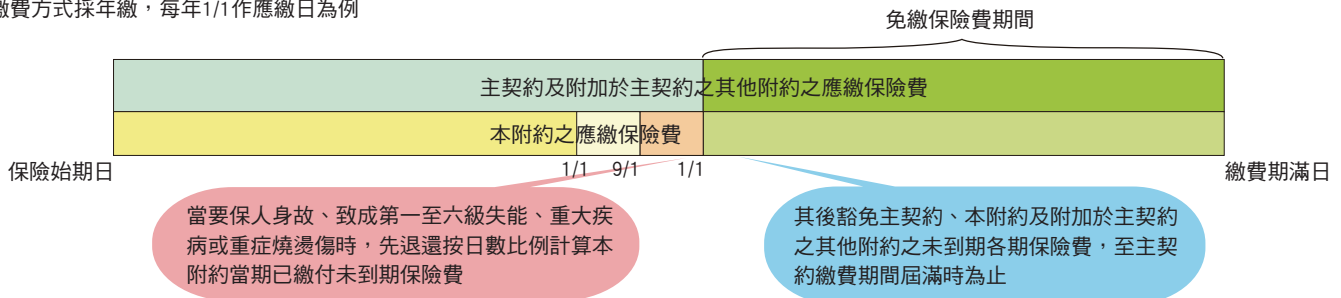 繳費方式採年繳，每年1/1作應繳日為例
免繳保險費期間
主契約及附加於主契約之其他附約之應繳保險費
本附約之應繳保險費
保險始期日
1/1
9/1
1/1
繳費期滿日
當要保人身故、致成第一至六級失能、重大疾
病或重症燒燙傷時，先退還按日數比例計算本
附約當期已繳付未到期保險費
其後豁免主契約、本附約及附加於主契約
之其他附約之未到期各期保險費，至主契
約繳費期間屆滿時為止